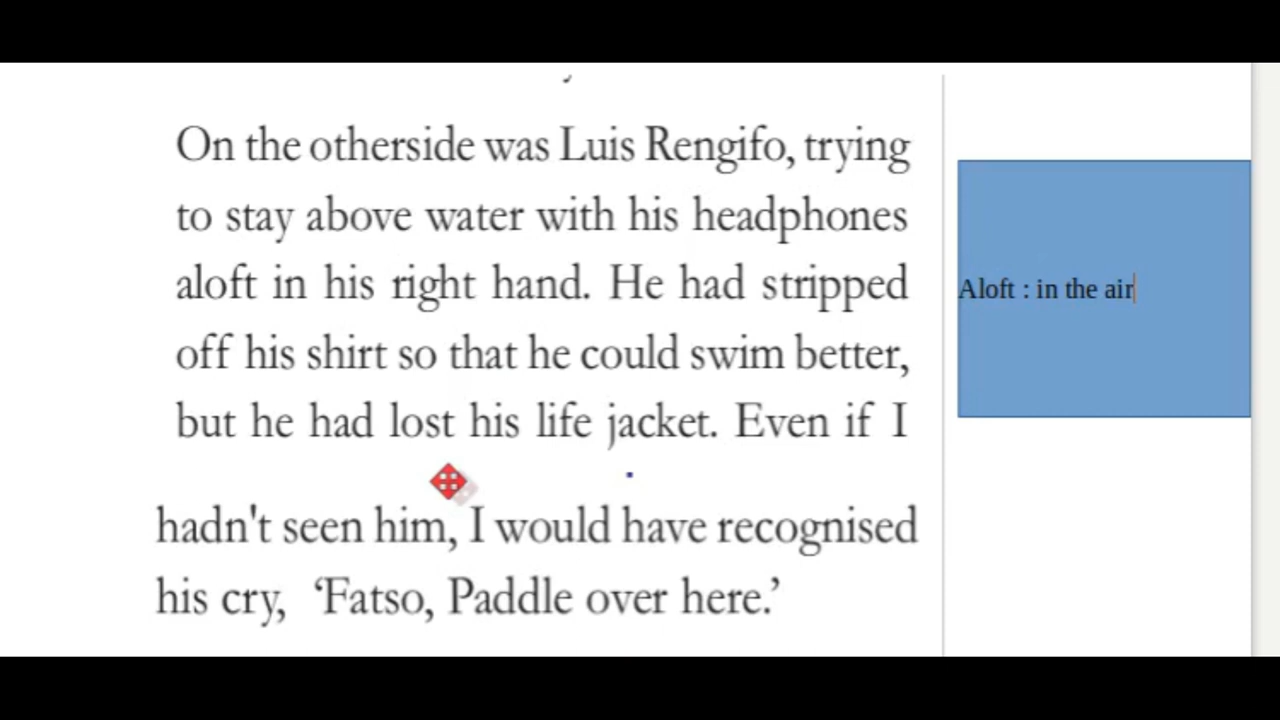 On the otherside was Luis Rengifo, trying
to stay above water with his headphones
aloft in his right hand. He had stripped
off his shirt so that he could swim better,
but he had lost his life jacket. Even if I
hadn't seen him, I would have recognised
his cry, ‘Fatso, Paddle over here.’
Aloft : in the air